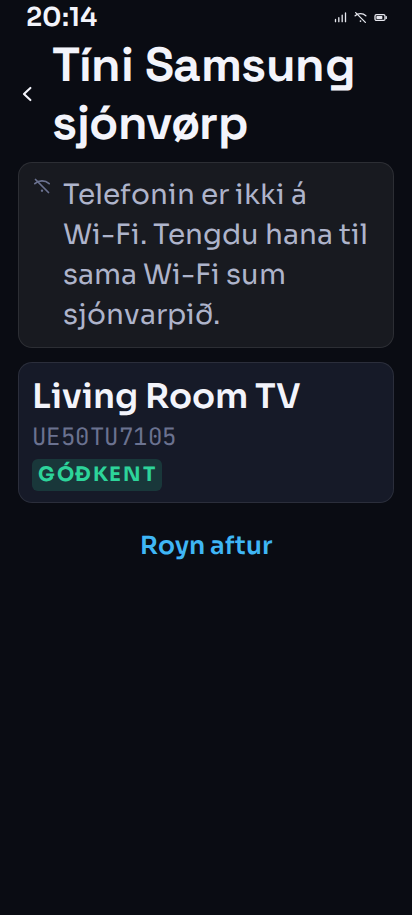 20:14
Tíni Samsung
sjónvørp
Telefonin er ikki á
Wi-Fi. Tengdu hana til
sama Wi-Fi sum
sjónvarpið.
Living Room TV
UE50TU7105
GÓÐKENT
Royn aftur